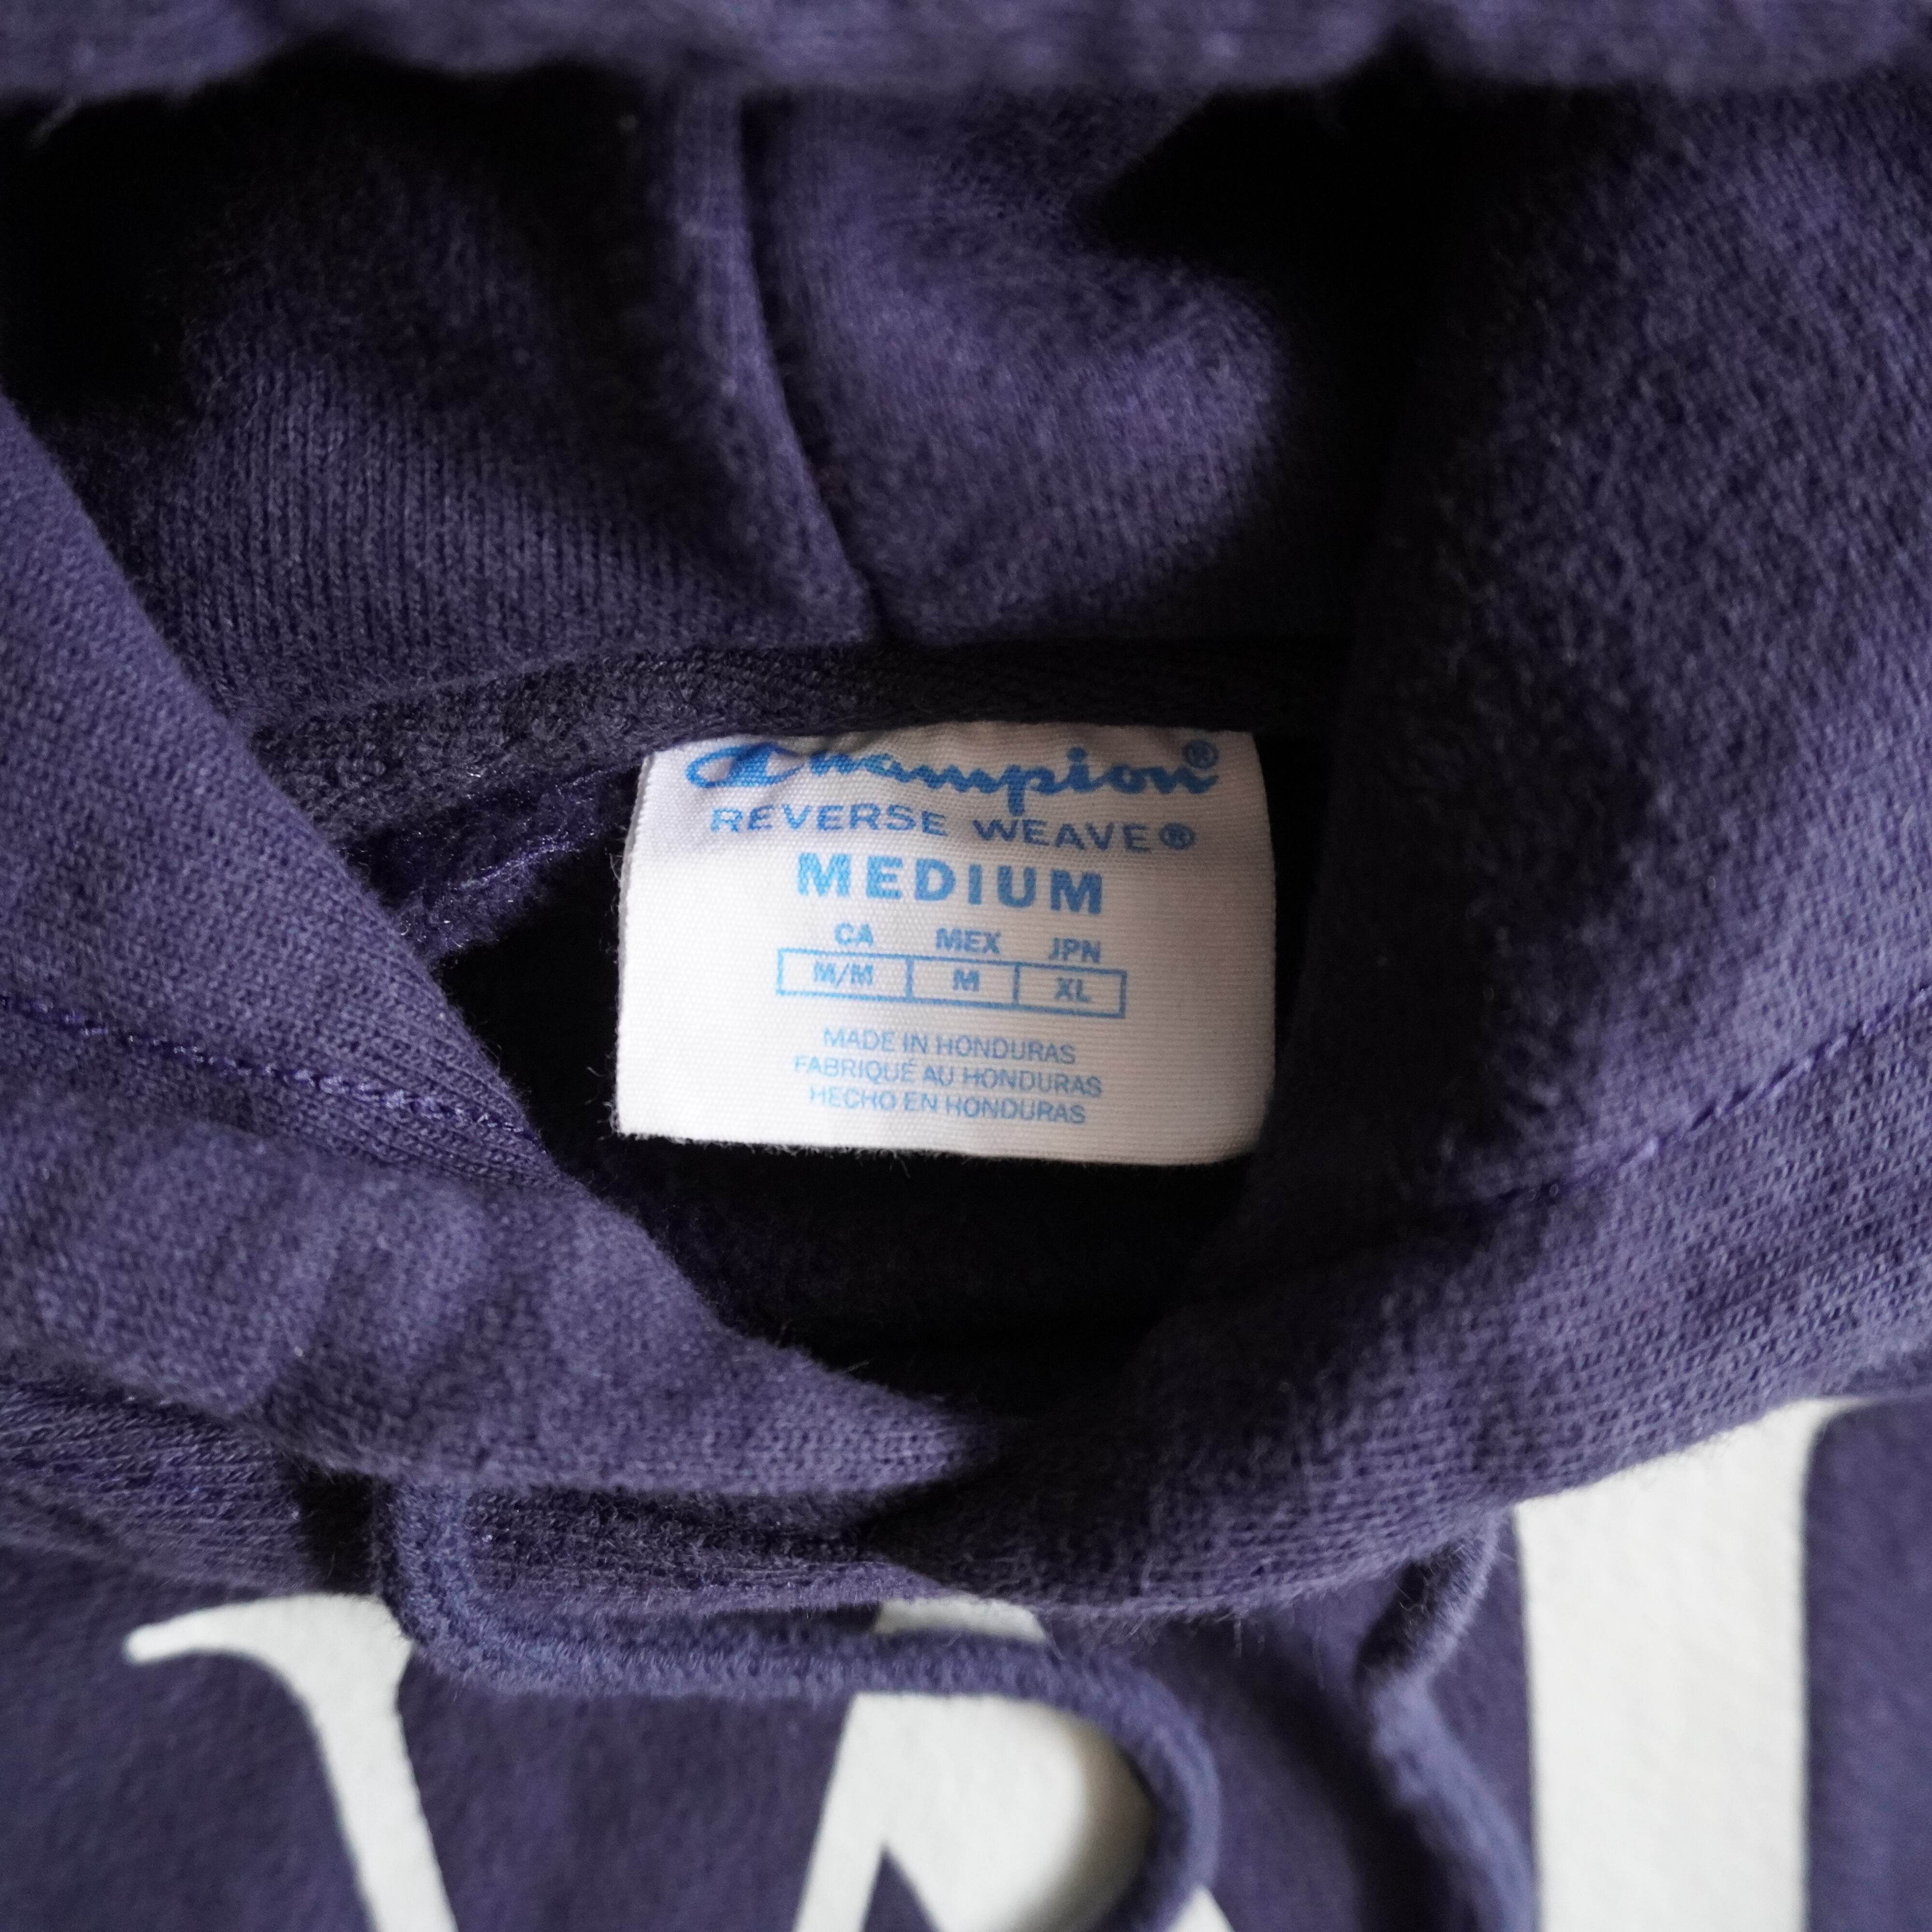 Champion®
REVERSE WEAVE®
MEDIUM
CA MEX JPN
M/M M XL
MADE IN HONDURAS
FABRIQUÉ AU HONDURAS
HECHO EN HONDURAS